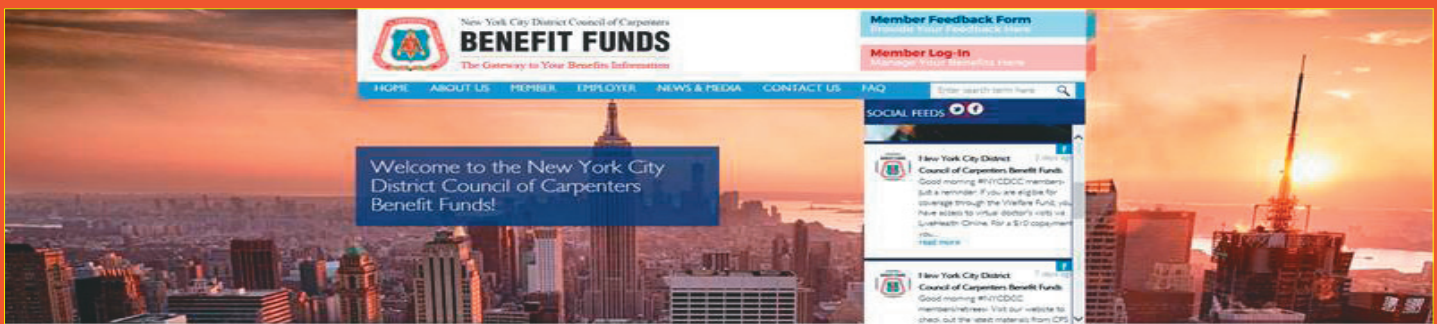 New York City District Council of Carpenters
BENEFIT FUNDS
The Gateway to Your Benefits Information
Member Feedback Form
Provide Your Feedback Here
Member Log-In
Manage Your Benefits Here
HOME ABOUT US MEMBER EMPLOYER NEWS & MEDIA CONTACT US FAQ
Enter search term here
SOCIAL FEEDS
Welcome to the New York City
District Council of Carpenters
Benefit Funds!
New York City District
Council of Carpenters Benefit Funds
Good morning #NYCDCC members-
just a reminder: If you are eligible for
coverage through the Welfare Fund, you
have access to virtual doctor's visits via
LiveHealth Online. For a $10 copayment
you...
read more
New York City District
Council of Carpenters Benefit Funds
Good morning #NYCDCC
members/retirees- Visit our website to
check out the latest materials from CPS